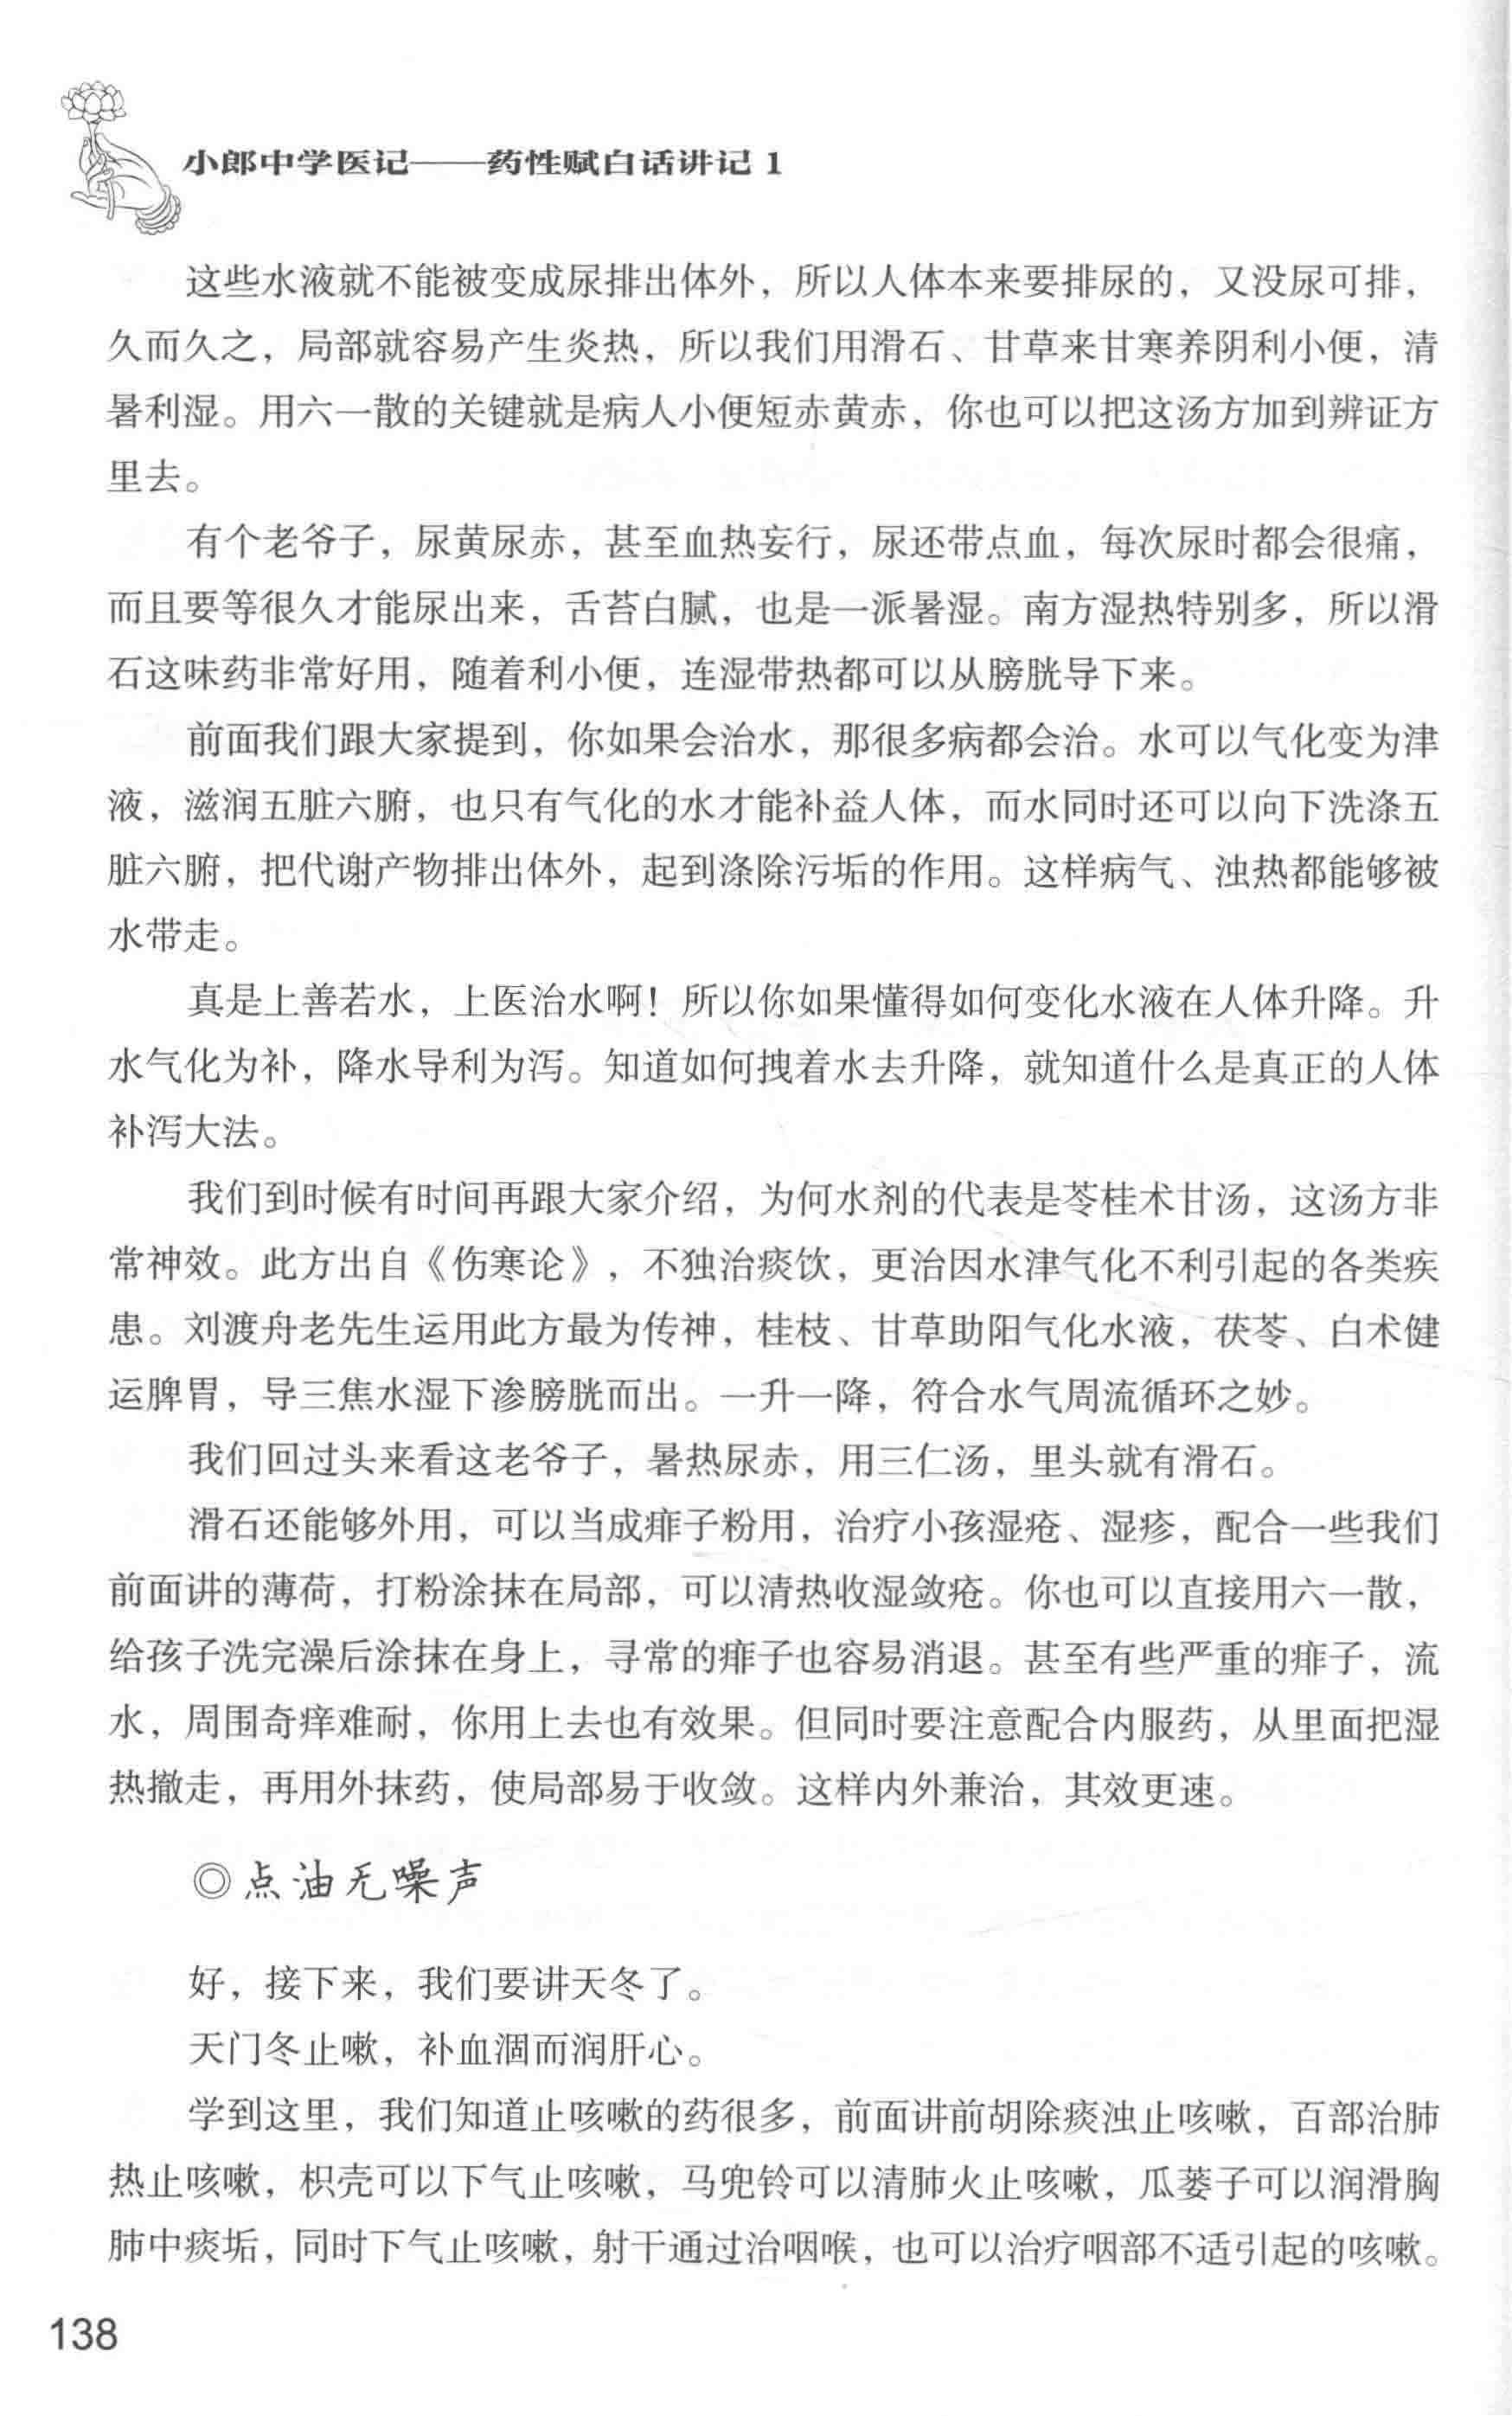 小郎中学医记——药性赋白话讲记 1
这些水液就不能被变成尿排出体外，所以人体本来要排尿的，又没尿可排，
久而久之，局部就容易产生炎热，所以我们用滑石、甘草来甘寒养阴利小便，清
暑利湿。用六一散的关键就是病人小便短赤黄赤，你也可以把这汤方加到辨证方
里去。
有个老爷子，尿黄尿赤，甚至血热妄行，尿还带点血，每次尿时都会很痛，
而且要等很久才能尿出来，舌苔白腻，也是一派暑湿。南方湿热特别多，所以滑
石这味药非常好用，随着利小便，连湿带热都可以从膀胱导下来。
前面我们跟大家提到，你如果会治水，那很多病都会治。水可以气化变为津
液，滋润五脏六腑，也只有气化的水才能补益人体，而水同时还可以向下洗涤五
脏六腑，把代谢产物排出体外，起到涤除污垢的作用。这样病气、浊热都能够被
水带走。
真是上善若水，上医治水啊！所以你如果懂得如何变化水液在人体升降。升
水气化为补，降水导利为泻。知道如何拽着水去升降，就知道什么是真正的人体
补泻大法。
我们到时候有时间再跟大家介绍，为何水剂的代表是苓桂术甘汤，这汤方非
常神效。此方出自《伤寒论》，不独治痰饮，更治因水津气化不利引起的各类疾
患。刘渡舟老先生运用此方最为传神，桂枝、甘草助阳气化水液，茯苓、白术健
运脾胃，导三焦水湿下渗膀胱而出。一升一降，符合水气周流循环之妙。
我们回过头来看这老爷子，暑热尿赤，用三仁汤，里头就有滑石。
滑石还能够外用，可以当成痱子粉用，治疗小孩湿疮、湿疹，配合一些我们
前面讲的薄荷，打粉涂抹在局部，可以清热收湿敛疮。你也可以直接用六一散，
给孩子洗完澡后涂抹在身上，寻常的痱子也容易消退。甚至有些严重的痱子，流
水，周围奇痒难耐，你用上去也有效果。但同时要注意配合内服药，从里面把湿
热撤走，再用外抹药，使局部易于收敛。这样内外兼治，其效更速。
◎点油无噪声
好，接下来，我们要讲天冬了。
天门冬止嗽，补血涸而润肝心。
学到这里，我们知道止咳嗽的药很多，前面讲前胡除痰浊止咳嗽，百部治肺
热止咳嗽，枳壳可以下气止咳嗽，马兜铃可以清肺火止咳嗽，瓜蒌子可以润滑胸
肺中痰垢，同时下气止咳嗽，射干通过治咽喉，也可以治疗咽部不适引起的咳嗽。
138